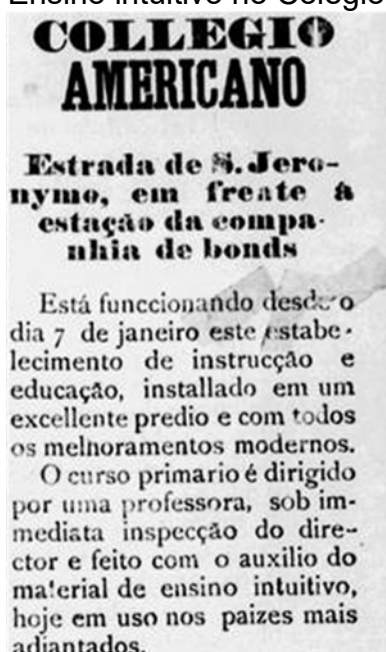 Ensino intuitivo no Colégio
COLLEGIO
AMERICANO
Estrada de S. Jero-
nymo, em frente á
estação da compa-
nhia de bonds
Está funccionando desde o
dia 7 de janeiro este estabe-
lecimento de instrucção e
educação, installado em um
excellente predio e com todos
os melhoramentos modernos.
O curso primario é dirigido
por uma professora, sob im-
mediata inspecção do dire-
ctor e feito com o auxilio do
material de ensino intuitivo,
hoje em uso nos paizes mais
adiantados.